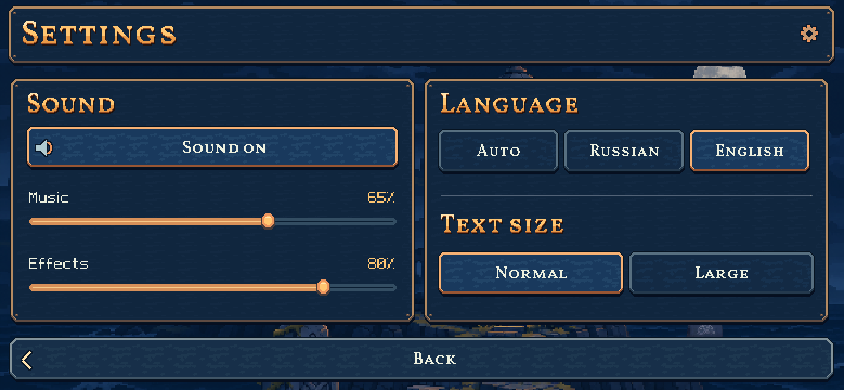 Settings
Sound
Sound on
Music 65%
Effects 80%
Language
Auto Russian English
Text size
Normal Large
Back